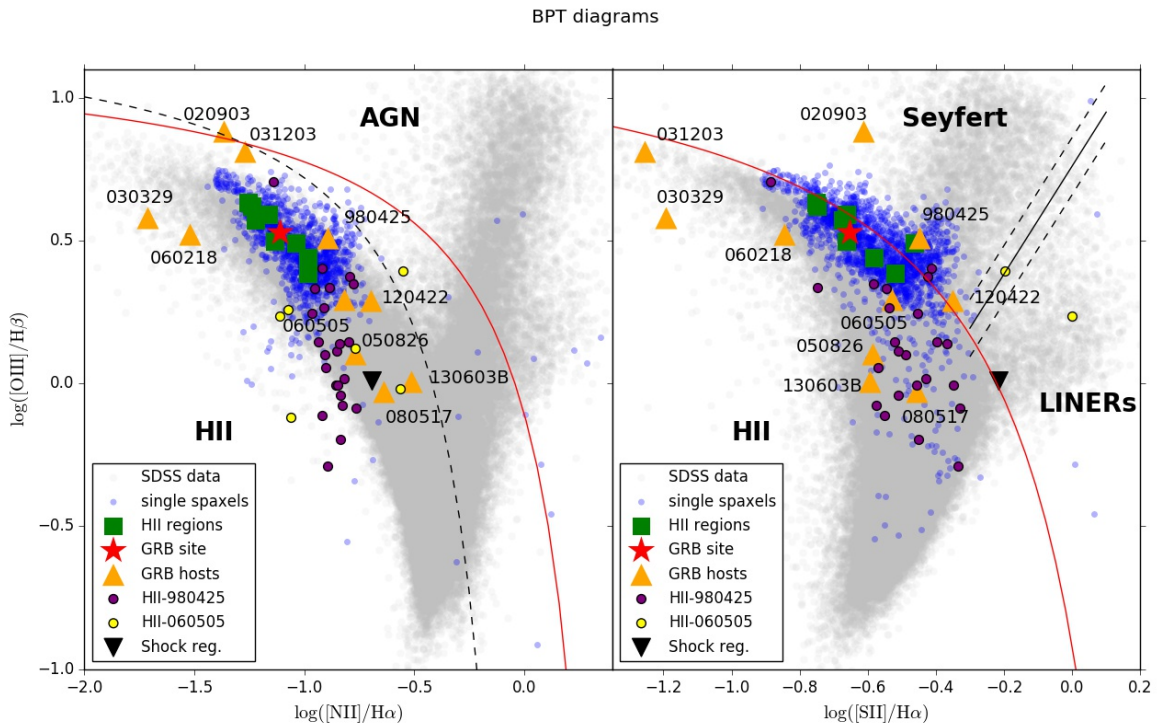 BPT diagrams
log([OIII]/Hβ)
1.0
0.5
0.0
−0.5
−1.0
AGN
020903
031203
030329
060218
980425
120422
060505
050826
130603B
080517
HII
SDSS data
single spaxels
HII regions
GRB site
GRB hosts
HII-980425
HII-060505
Shock reg.
−2.0 −1.5 −1.0 −0.5 0.0
log([NII]/Hα)
Seyfert
020903
031203
030329
060218
980425
120422
060505
050826
130603B
080517
LINERs
HII
SDSS data
single spaxels
HII regions
GRB site
GRB hosts
HII-980425
HII-060505
Shock reg.
−1.2 −1.0 −0.8 −0.6 −0.4 −0.2 0.0 0.2
log([SII]/Hα)